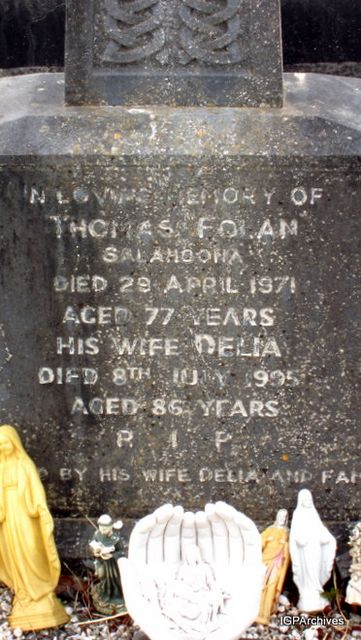 IN LOVING MEMORY OF
THOMAS FOLAN
SALAHOONA
DIED 29 APRIL 1971
AGED 77 YEARS
HIS WIFE DELIA
DIED 8TH JULY 1995
AGED 86 YEARS
R I P
BY HIS WIFE DELIA AND
IGPArchives